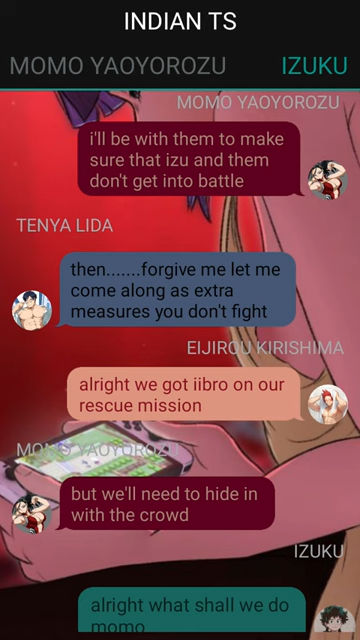 INDIAN TS
MOMO YAOYOROZU IZUKU
MOMO YAOYOROZU
i'll be with them to make
sure that izu and them
don't get into battle
TENYA LIDA
then.......forgive me let me
come along as extra
measures you don't fight
EIJIROU KIRISHIMA
alright we got iibro on our
rescue mission
MOMO YAOYOROZU
but we'll need to hide in
with the crowd
IZUKU
alright what shall we do
momo